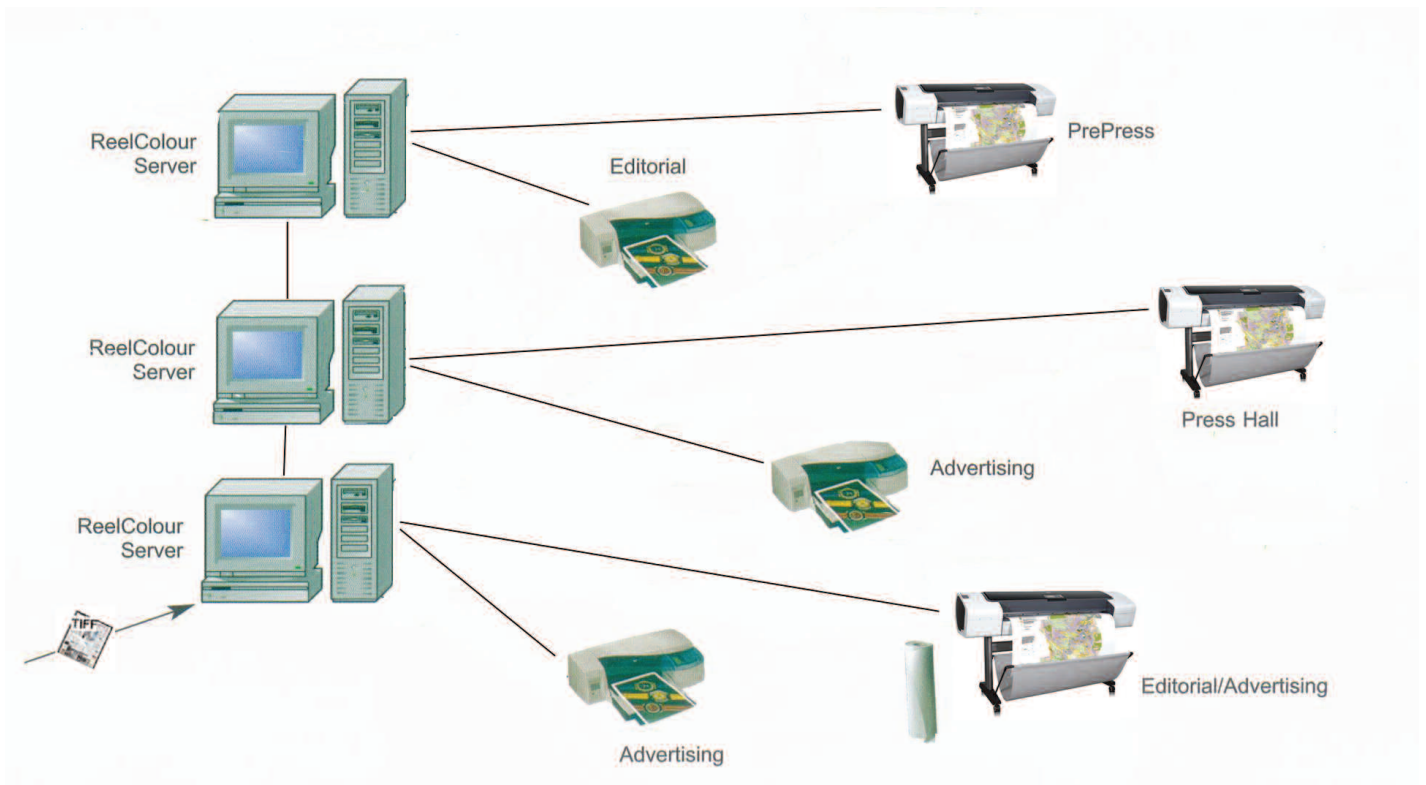 ReelColour
Server
PrePress
Editorial
ReelColour
Server
Press Hall
Advertising
ReelColour
Server
TIFF
Editorial/Advertising
Advertising